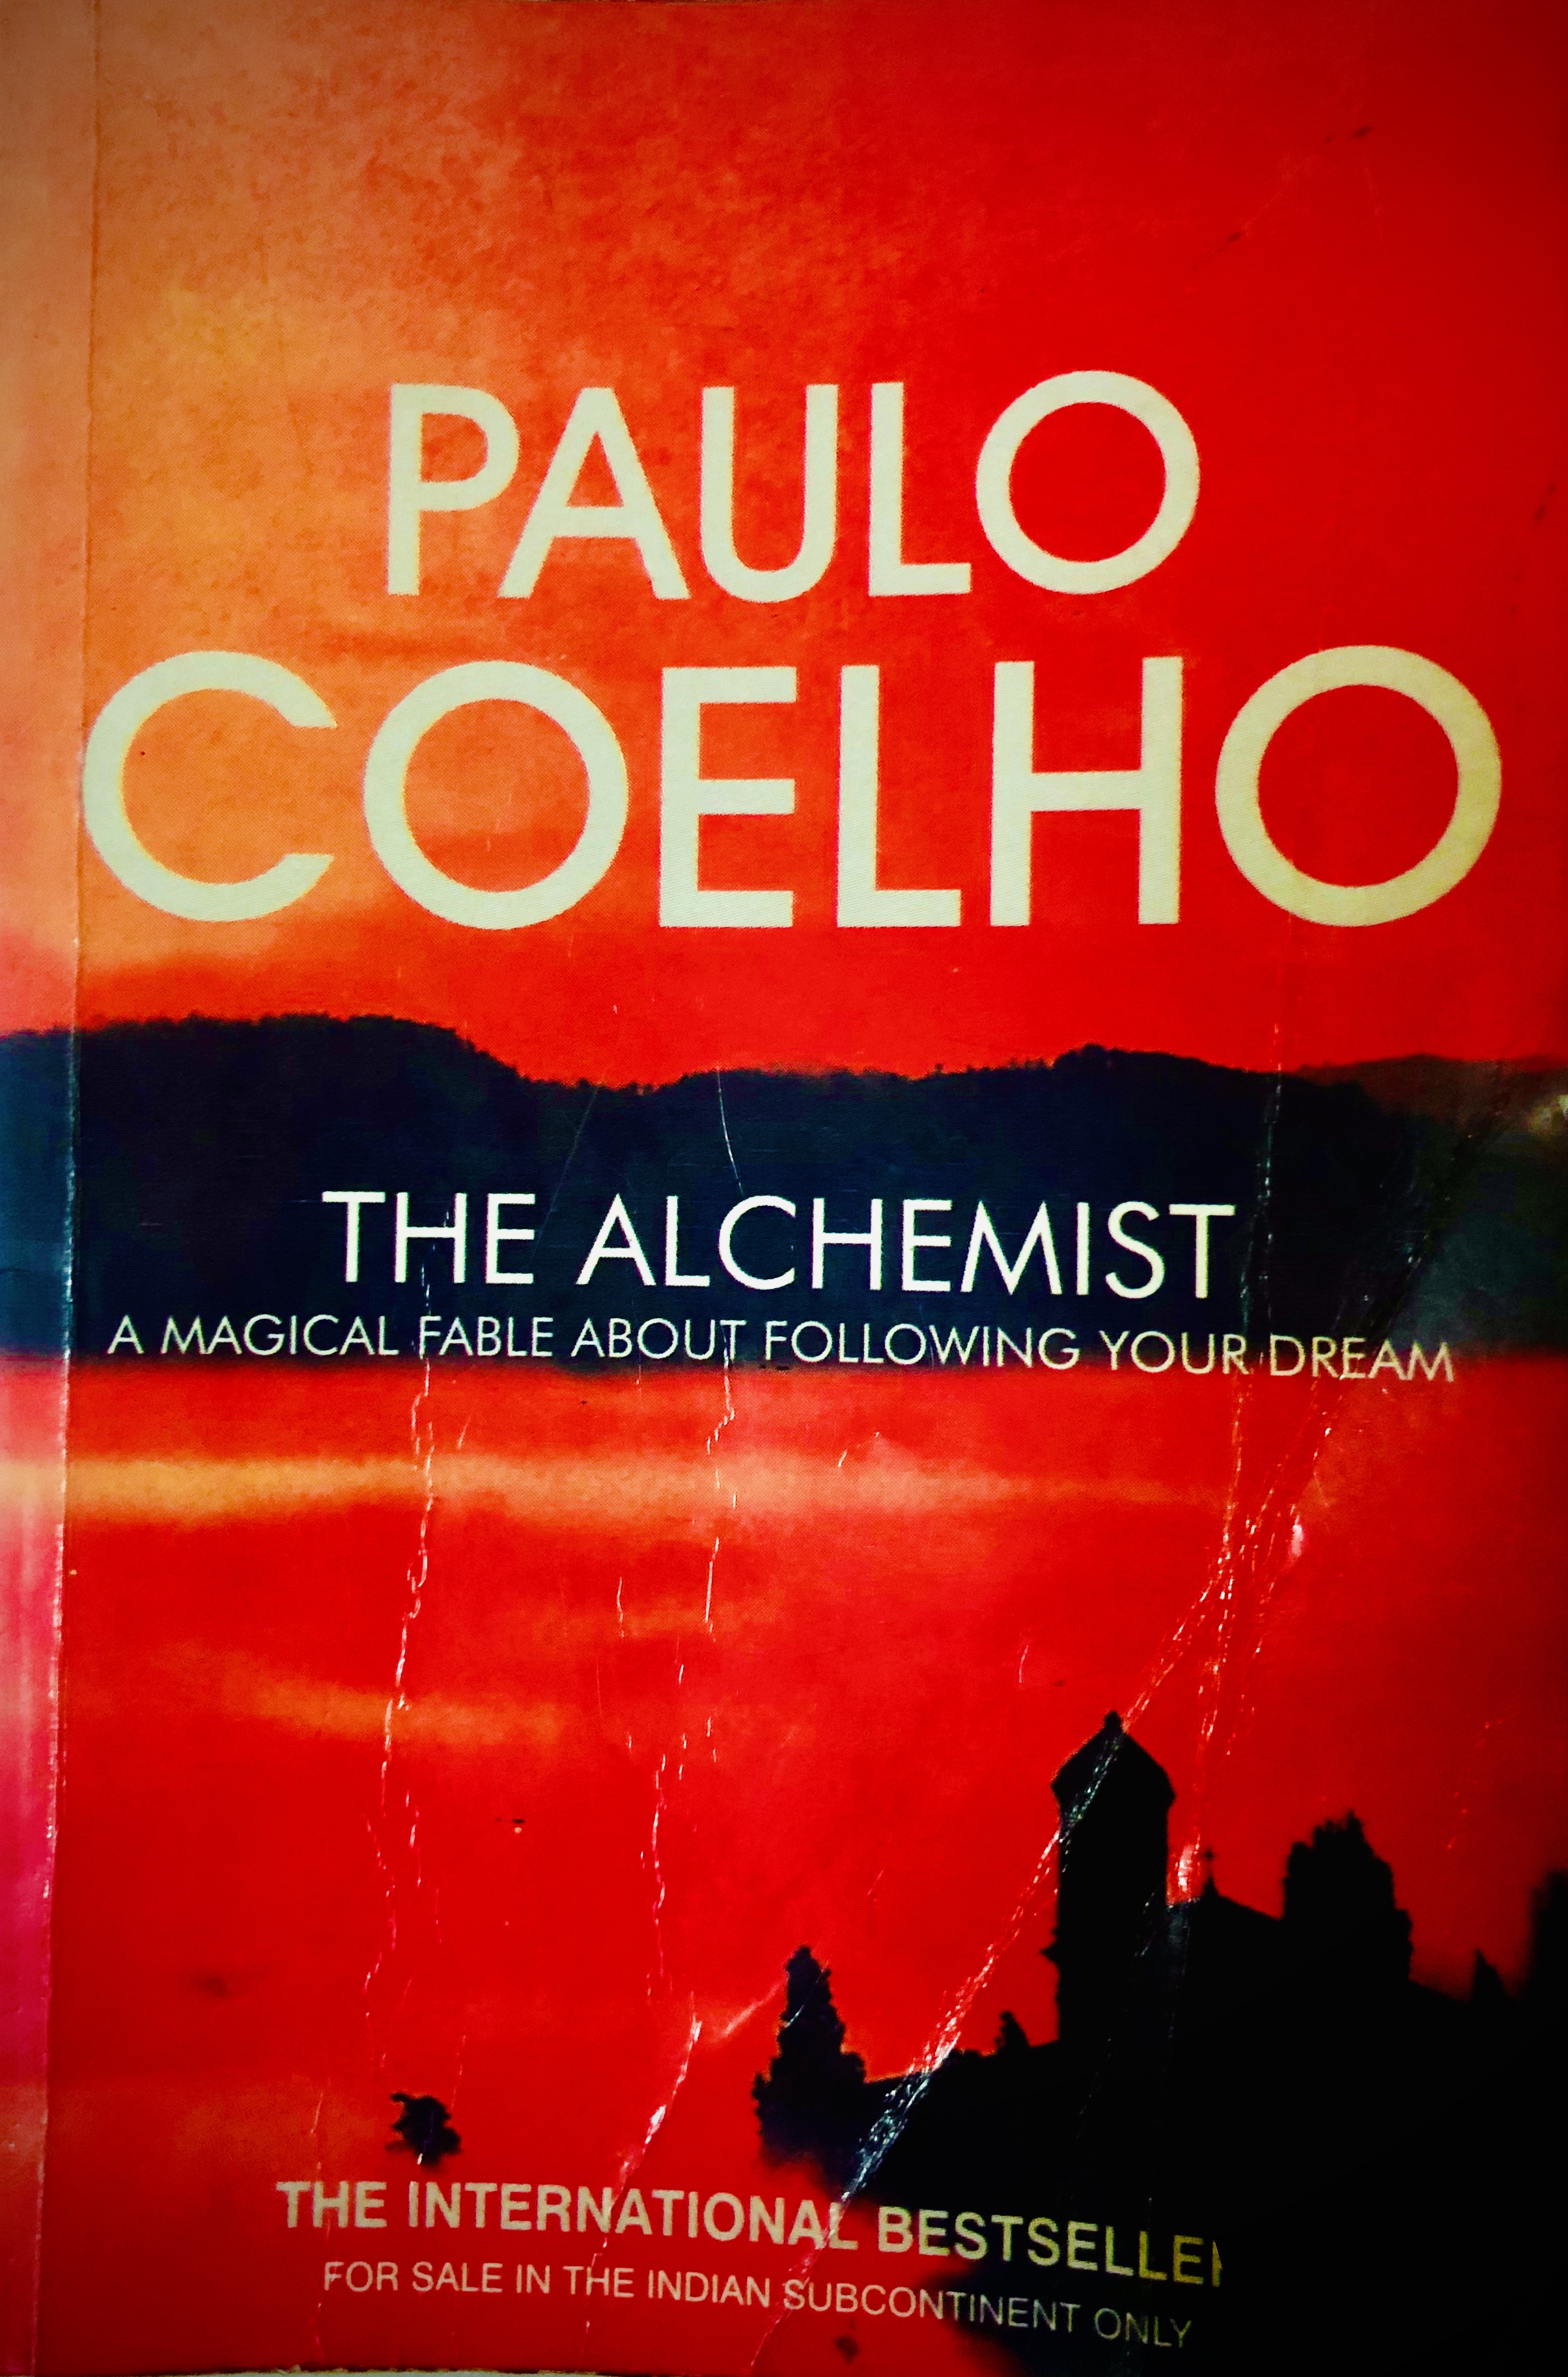 PAULO
COELHO
THE ALCHEMIST
A MAGICAL FABLE ABOUT FOLLOWING YOUR DREAM
THE INTERNATIONAL BESTSELLER
FOR SALE IN THE INDIAN SUBCONTINENT ONLY